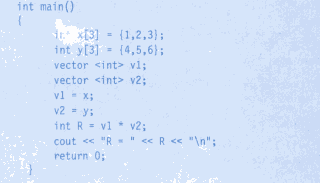 int main()
{
int x[3] = {1,2,3};
int y[3] = {4,5,6};
vector <int> v1;
vector <int> v2;
v1 = x;
v2 = y;
int R = v1 * v2;
cout << "R = " << R << "\n";
return 0;
}